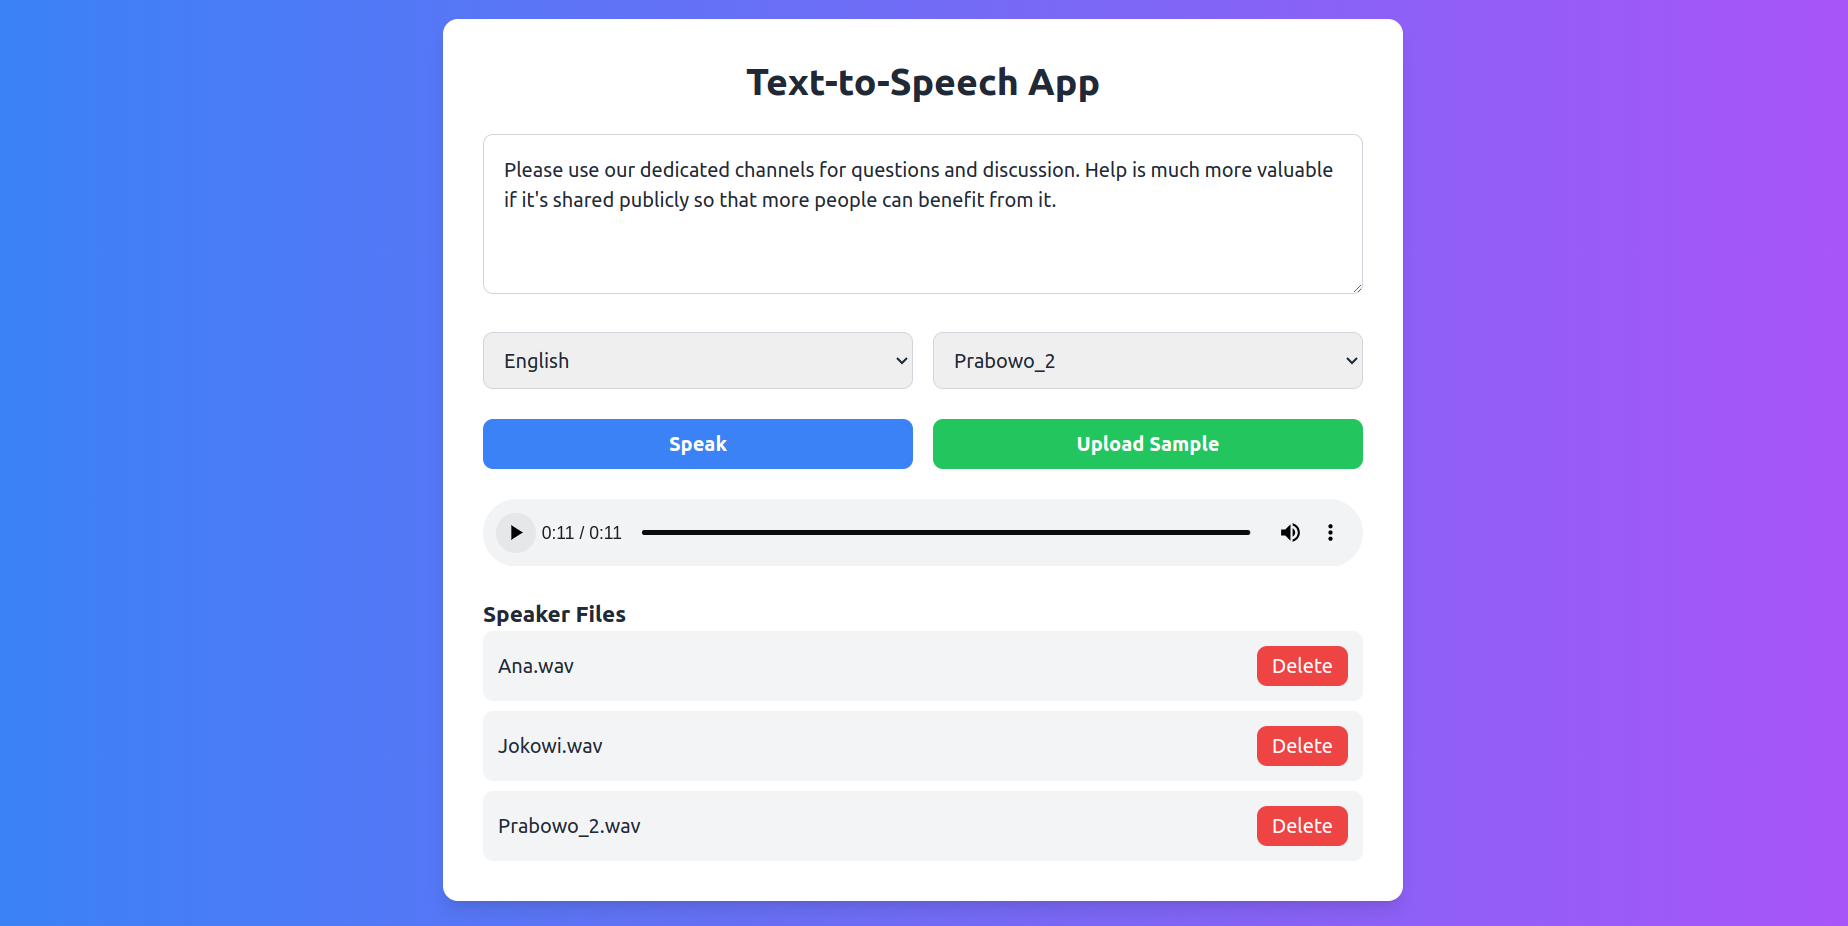 Text-to-Speech App
Please use our dedicated channels for questions and discussion. Help is much more valuable
if it's shared publicly so that more people can benefit from it.
English
Prabowo_2
Speak
Upload Sample
0:11 / 0:11
Speaker Files
Ana.wav
Delete
Jokowi.wav
Delete
Prabowo_2.wav
Delete